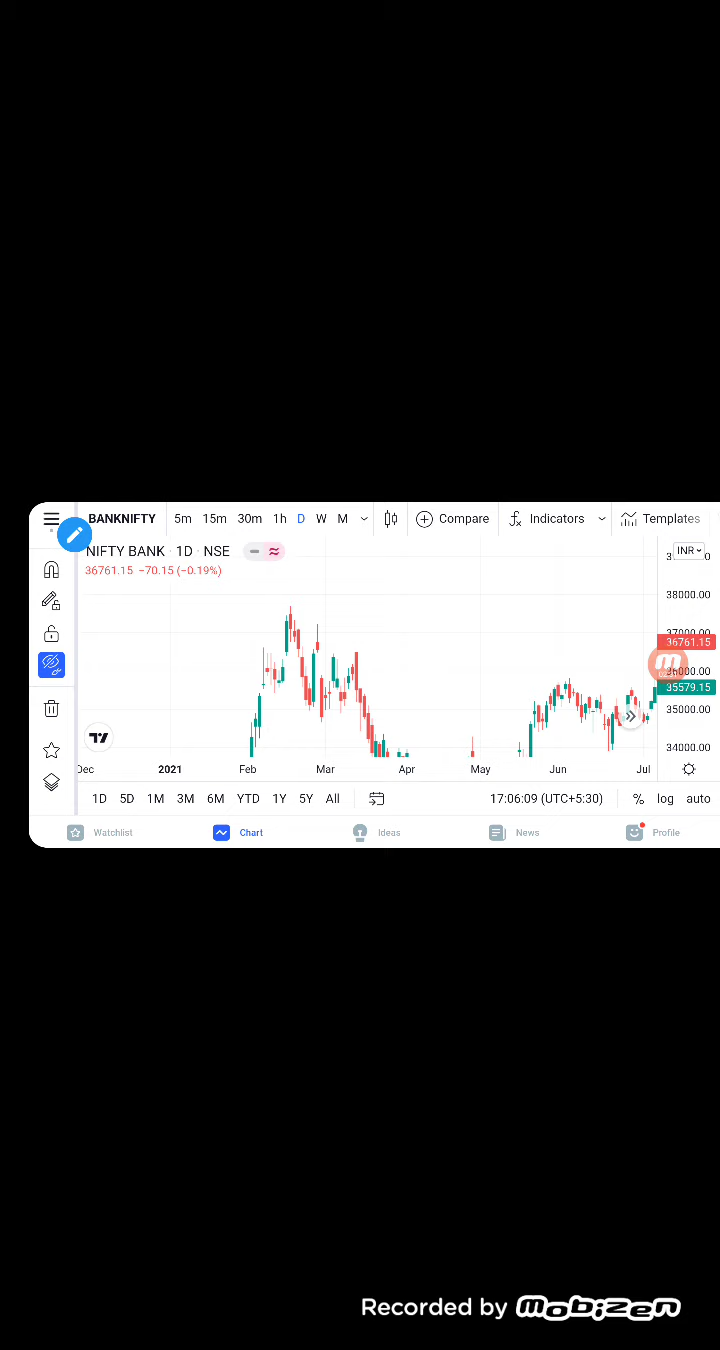 BANKNIFTY 5m 15m 30m 1h D W M Compare Indicators Templates
NIFTY BANK · 1D · NSE
INR
36761.15 −70.15 (−0.19%)
38000.00
37000.00
36761.15
36000.00
35579.15
35000.00
34000.00
Dec 2021 Feb Mar Apr May Jun Jul
1D 5D 1M 3M 6M YTD 1Y 5Y All 17:06:09 (UTC+5:30) % log auto
Watchlist Chart Ideas News Profile
Recorded by mobizen